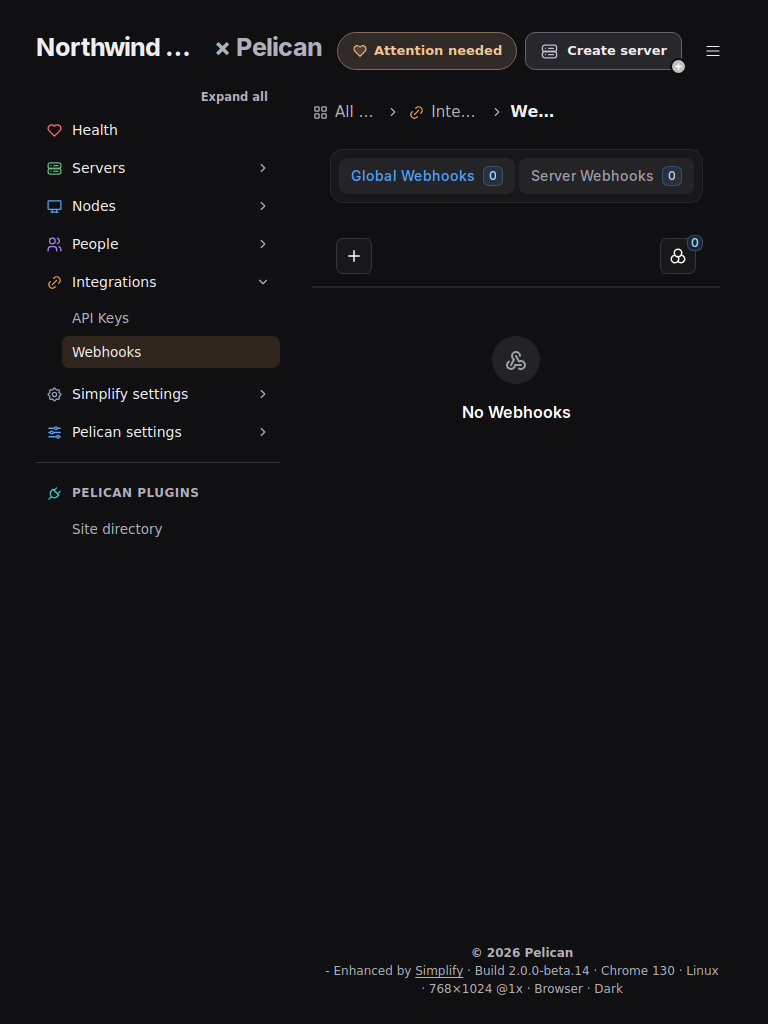 Northwind ... × Pelican
Attention needed
Create server
Expand all
Health
Servers
Nodes
People
Integrations
API Keys
Webhooks
Simplify settings
Pelican settings
PELICAN PLUGINS
Site directory
All ... > Inte... > We...
Global Webhooks 0
Server Webhooks 0
0
No Webhooks
© 2026 Pelican
- Enhanced by Simplify · Build 2.0.0-beta.14 · Chrome 130 · Linux
· 768×1024 @1x · Browser · Dark